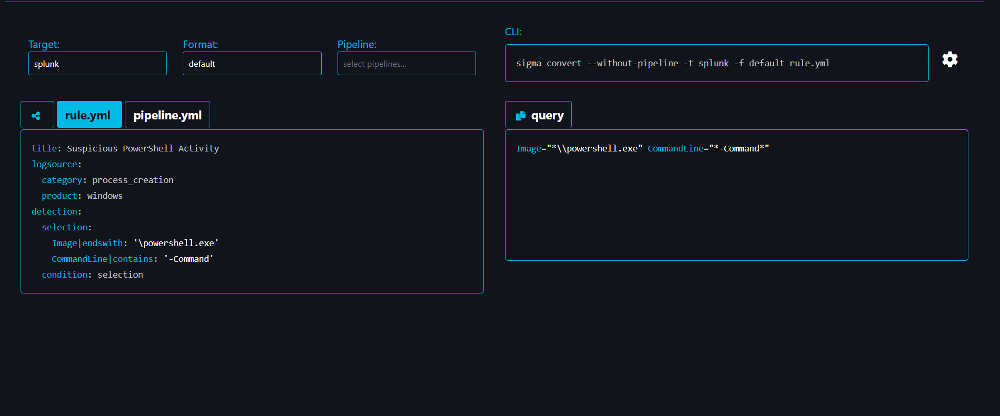 Target:
splunk
Format:
default
Pipeline:
select pipelines...
CLI:
sigma convert --without-pipeline -t splunk -f default rule.yml
rule.yml
pipeline.yml
title: Suspicious PowerShell Activity
logsource:
  category: process_creation
  product: windows
detection:
  selection:
    Image|endswith: '\powershell.exe'
    CommandLine|contains: '-Command'
  condition: selection
query
Image="*\\powershell.exe" CommandLine="*-Command*"